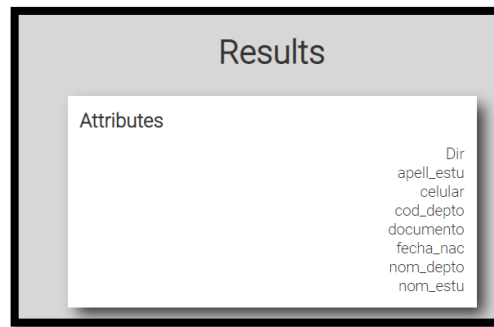 Results
Attributes
Dir
apell_estu
celular
cod_depto
documento
fecha_nac
nom_depto
nom_estu